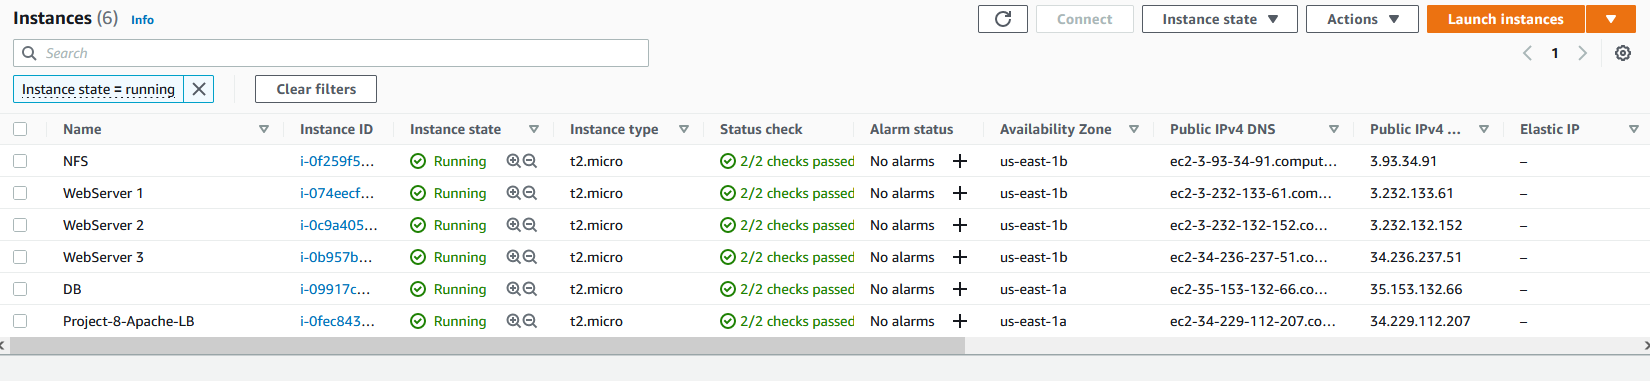 Instances (6) Info Connect Instance state Actions Launch instances
Search 1
Instance state = running Clear filters
Name Instance ID Instance state Instance type Status check Alarm status Availability Zone Public IPv4 DNS Public IPv4 ... Elastic IP
NFS i-0f259f5... Running t2.micro 2/2 checks passed No alarms + us-east-1b ec2-3-93-34-91.comput... 3.93.34.91 –
WebServer 1 i-074eecf... Running t2.micro 2/2 checks passed No alarms + us-east-1b ec2-3-232-133-61.com... 3.232.133.61 –
WebServer 2 i-0c9a405... Running t2.micro 2/2 checks passed No alarms + us-east-1b ec2-3-232-132-152.co... 3.232.132.152 –
WebServer 3 i-0b957b... Running t2.micro 2/2 checks passed No alarms + us-east-1b ec2-34-236-237-51.co... 34.236.237.51 –
DB i-09917c... Running t2.micro 2/2 checks passed No alarms + us-east-1a ec2-35-153-132-66.co... 35.153.132.66 –
Project-8-Apache-LB i-0fec843... Running t2.micro 2/2 checks passed No alarms + us-east-1a ec2-34-229-112-207.co... 34.229.112.207 –